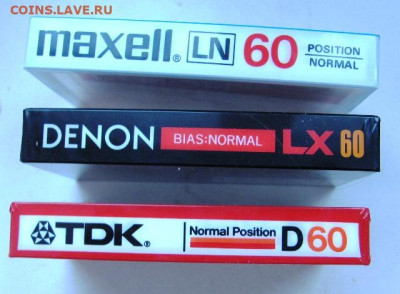 COINS.LAVE.RU
maxell® LN 60 POSITION
NORMAL
DENON BIAS:NORMAL LX 60
TDK® Normal Position D60